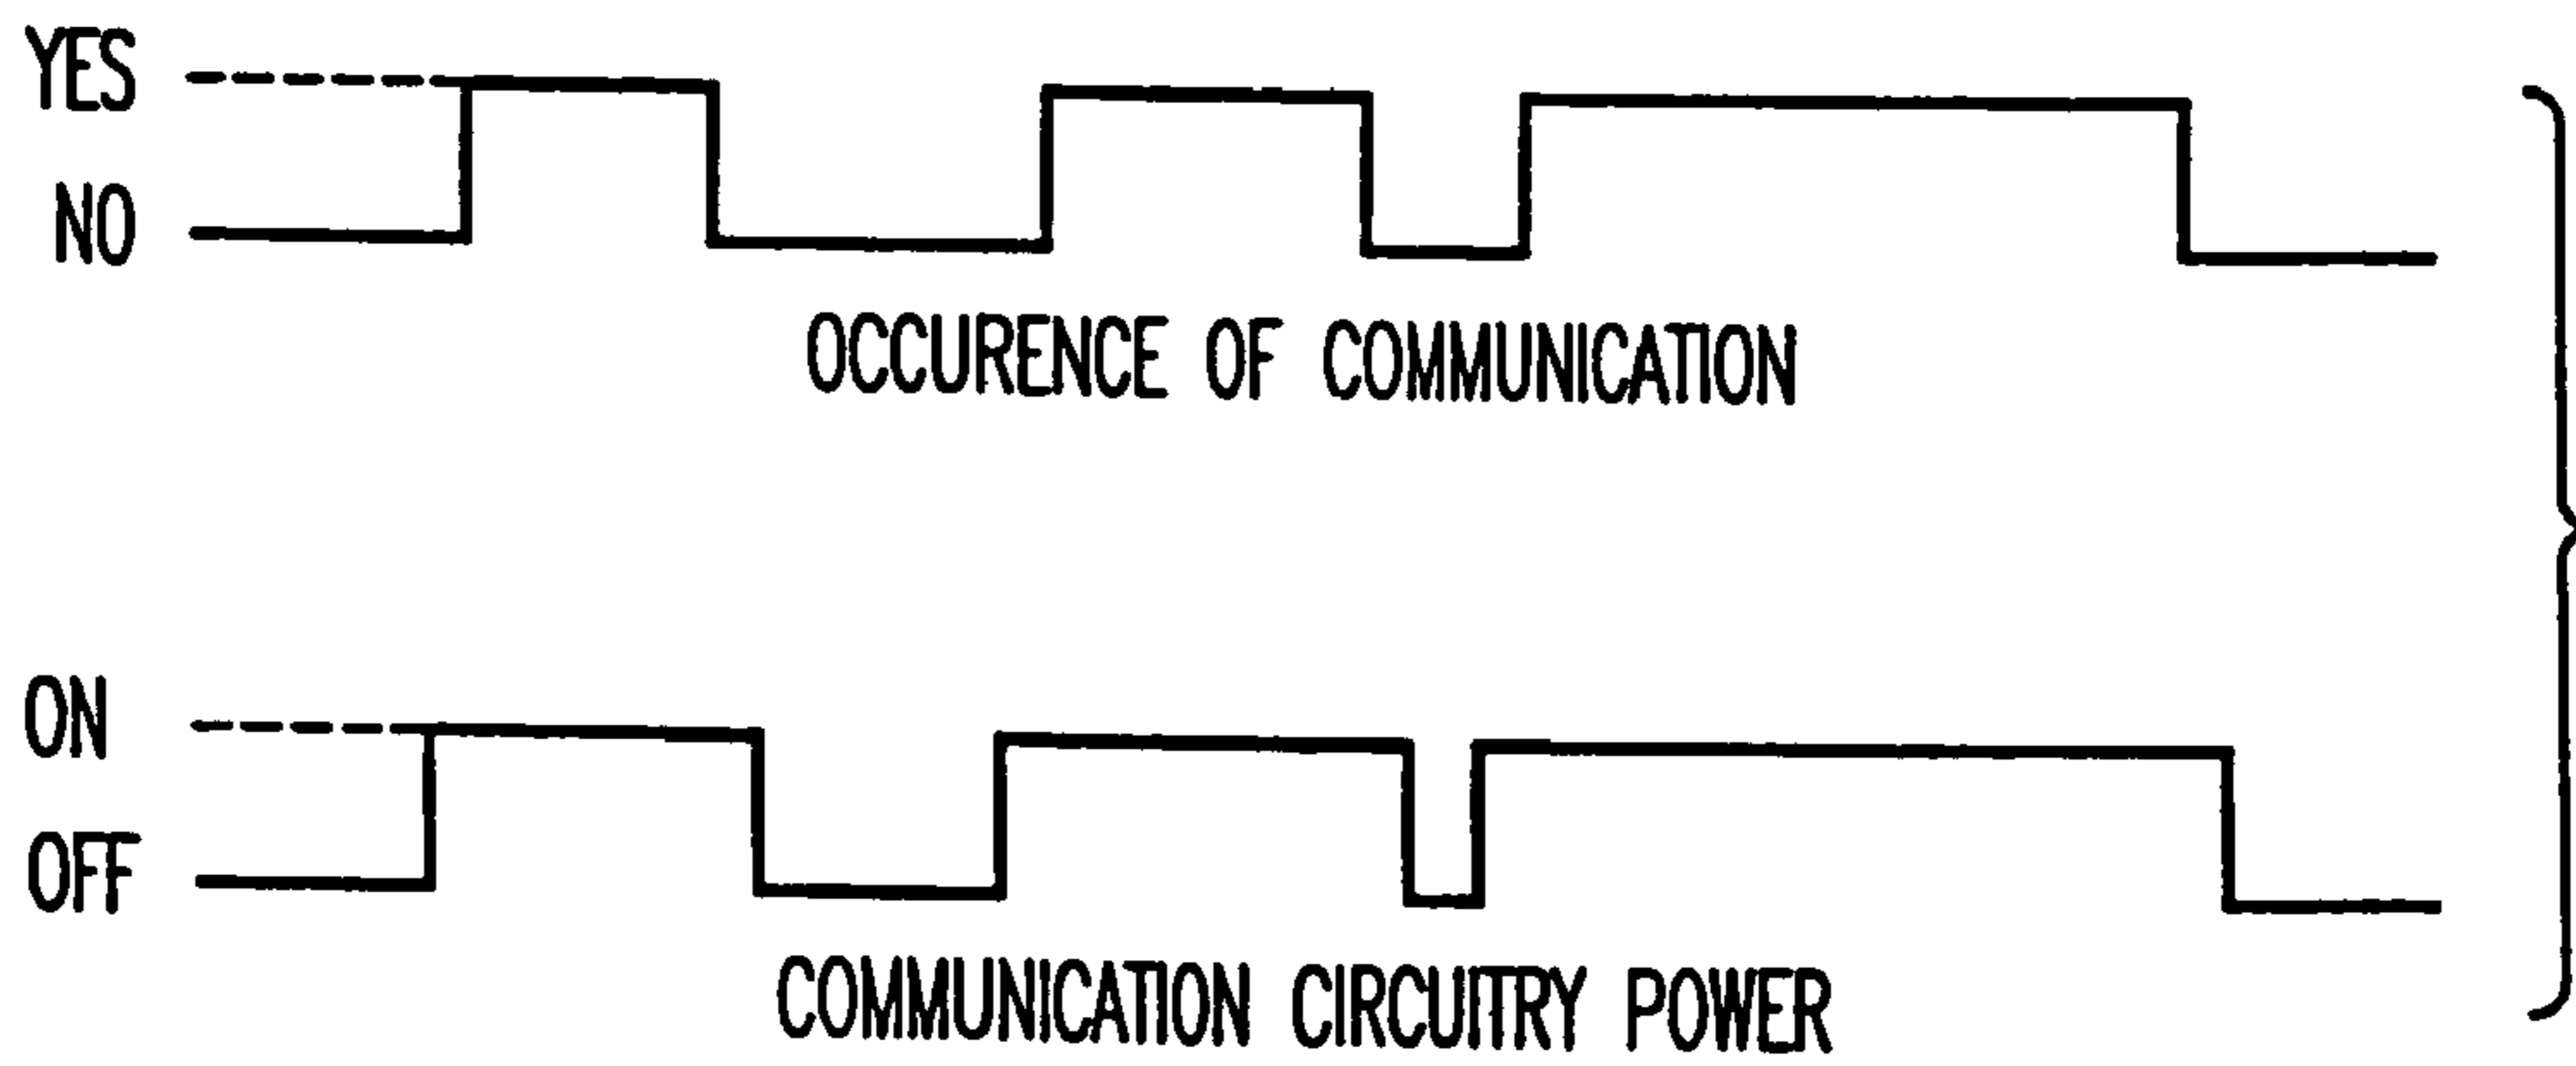 YES
NO
OCCURENCE OF COMMUNICATION
ON
OFF
COMMUNICATION CIRCUITRY POWER